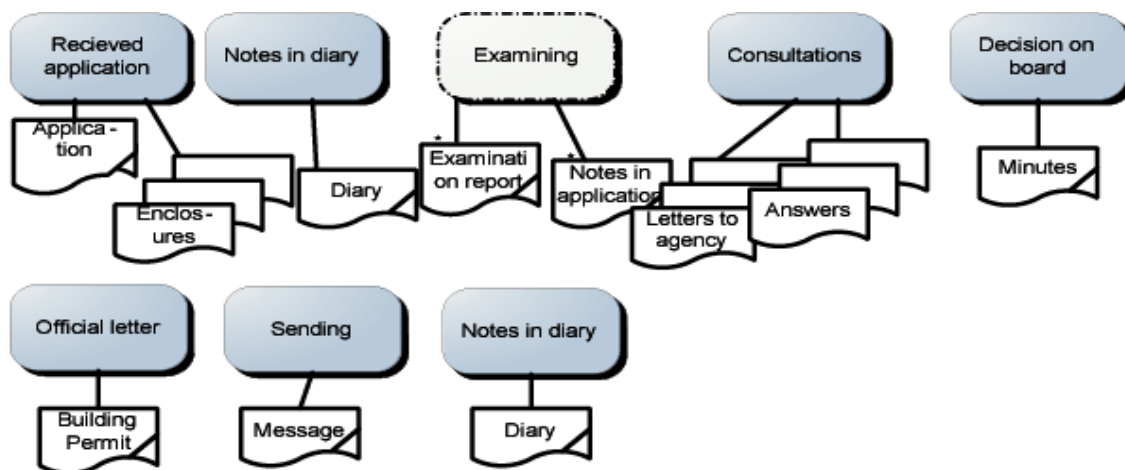 Recieved
application
Notes in diary
Examining
Consultations
Decision on
board
Applica-
tion
Enclos-
ures
Diary
*
Examinati
on report
*
Notes in
application
Letters to
agency
Answers
Minutes
Official letter
Sending
Notes in diary
Building
Permit
Message
Diary